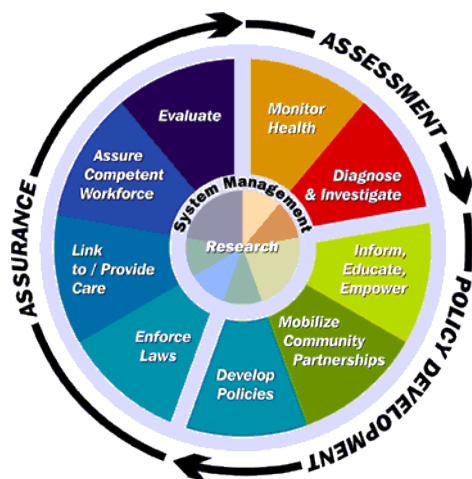 ASSESSMENT
Monitor
Health
Diagnose
& Investigate
POLICY DEVELOPMENT
Inform,
Educate,
Empower
Mobilize
Community
Partnerships
Develop
Policies
ASSURANCE
Enforce
Laws
Link
to / Provide
Care
Assure
Competent
Workforce
Evaluate
System Management
Research